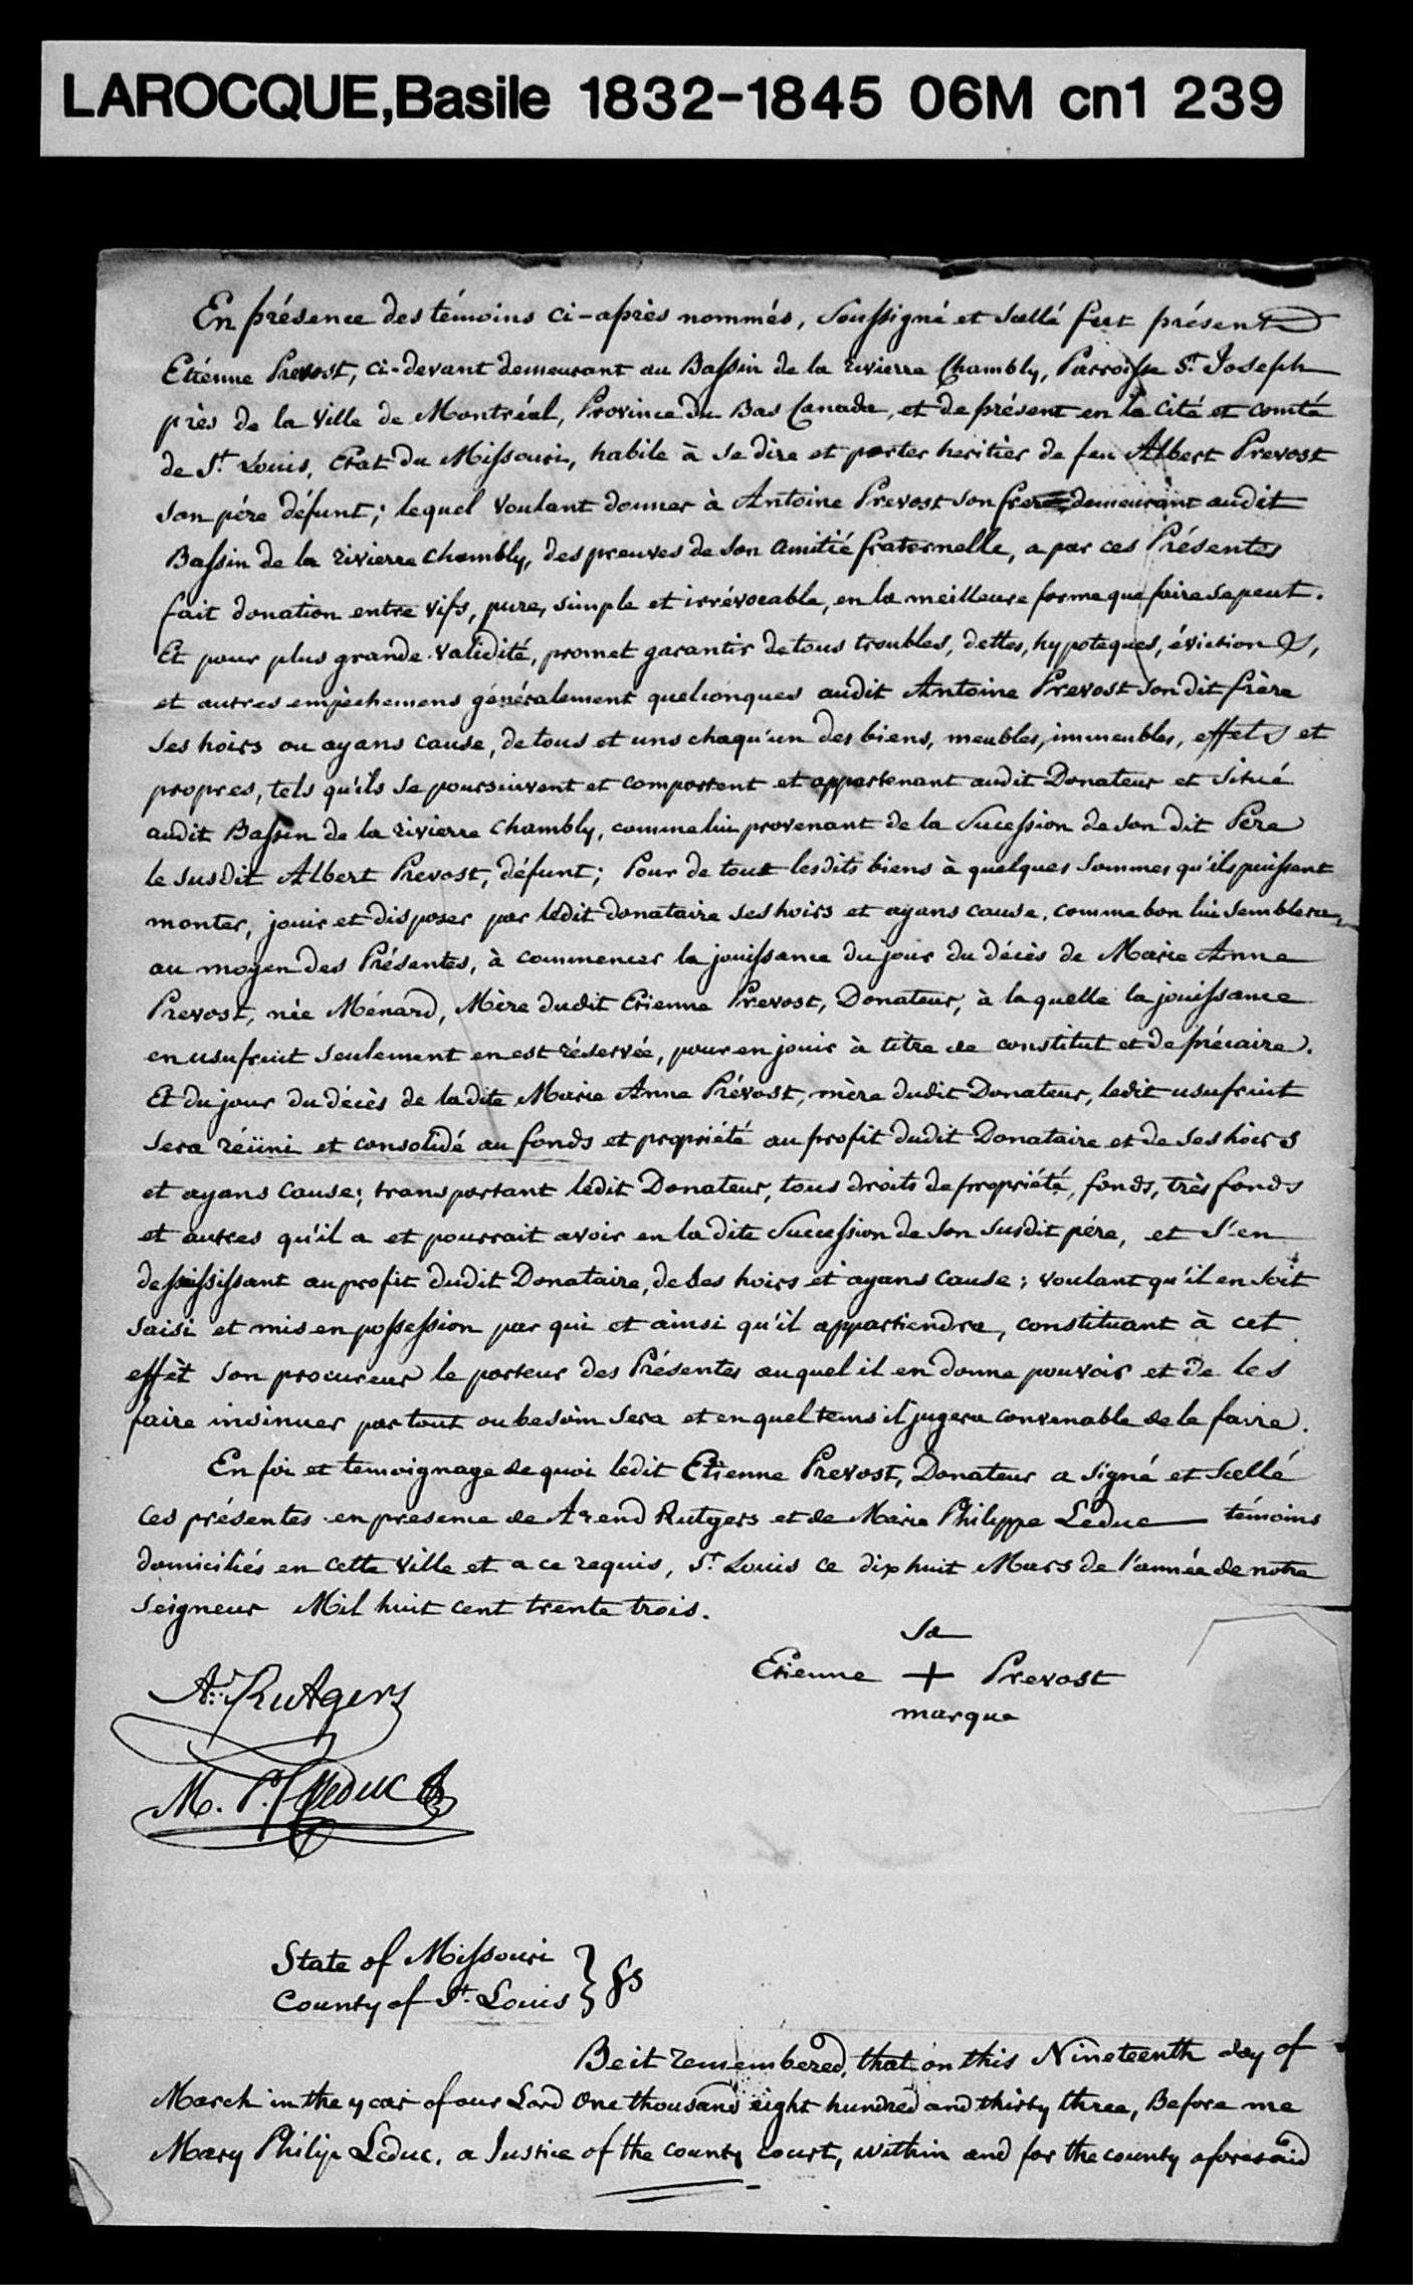 LAROCQUE,Basile 1832-1845 06M cn1 239
En présence des témoins ci-après nommés, Soussigné et scellé fut présent
Etiénne Prevost, ci-devant demeurant au Bassin de la rivierre Chambly, Parroisse St. Joseph
près de la Ville de Montréal, Province du Bas Canada, et de présent en la Cité et comté
de St. Louis, Etat du Missouri, habile à se dire et porter heritièr de feu Albert Prevost
son pére défunt; lequel voulant donner à Antoine Prevost son frere demeurant audit
Bassin de la rivierre Chambly, des preuves de son amitié fraternelle, a par ces Présentes
fait donation entre vifs, pure, simple et irrévocable, en la meilleure forme que faire se peut.
Et pour plus grande validité, promet garantir de tous troubles, dettes, hypoteques, éviction &,
et autres empêchemens généralement quelconques audit Antoine Prevost son dit frère
ses hoirs ou ayans cause, de tous et uns chaqu'un des biens, meubles, immeubles, effets et
propres, tels qu'ils se poursuivent et comportent et appartenant audit Donateur et situé
audit Bassin de la rivierre Chambly, comme lui provenant de la Sucession de son dit Pére
le susdit Albert Prevost, défunt; Pour de tout lesdits biens à quelques sommes qu'ils puissent
monter, jouir et disposer par ledit donataire ses hoirs et ayans cause, comme bon lui semblera,
au moyen des Présentes, à commencer la jouissance du jour du décès de Marie Anne
Prevost, née Ménard, Mère dudit Etienne Prevost, Donateur, à laquelle la jouissance
en usufruit seulement en est réservée, pour en jouir à titre de constitut et de précaire.
Et du jour du décès de ladite Marie Anne Prévost, mère dudit Donateur, ledit usufruit
sera réüni et consolidé au fonds et propriété au profit dudit Donataire et de ses hoirs
et ayans cause; transportant ledit Donateur, tous droits de propriété, fonds, très fonds
et autres qu'il a et pourrait avoir en la dite Succession de son susdit pére, et s'en
dessaississant au profit dudit Donataire, de ses hoirs et ayans cause; voulant qu'il en soit
saisi et mis en possession par qui et ainsi qu'il appartiendra, constituant à cet
effèt son procureur le porteur des Présentes auquel il en donne pouvoir et de les
faire insinuer par tout ou besoin sera et en quel tems il jugera convenable de le faire.
En foi et temoignage de quoi ledit Etienne Prevost, Donateur a signé et scellé
ces présentes en presence de Arend Rutgers et de Marie Philippe Leduc témoins
domiciliés en cette ville et a ce requis, St. Louis ce dix huit Mars de l'année de notre
Seigneur Mil huit cent trente trois.
Sa
Etienne + Prevost
marque
Ad. Rutgers
M. P. Leduc
State of Missouri
County of St. Louis } ss
Be it remembered, that on this Nineteenth day of
March in the year of our Lord One thousand eight hundred and thirty three, Before me
Mary Philip Leduc, a Justice of the County Court, within and for the county aforesaid